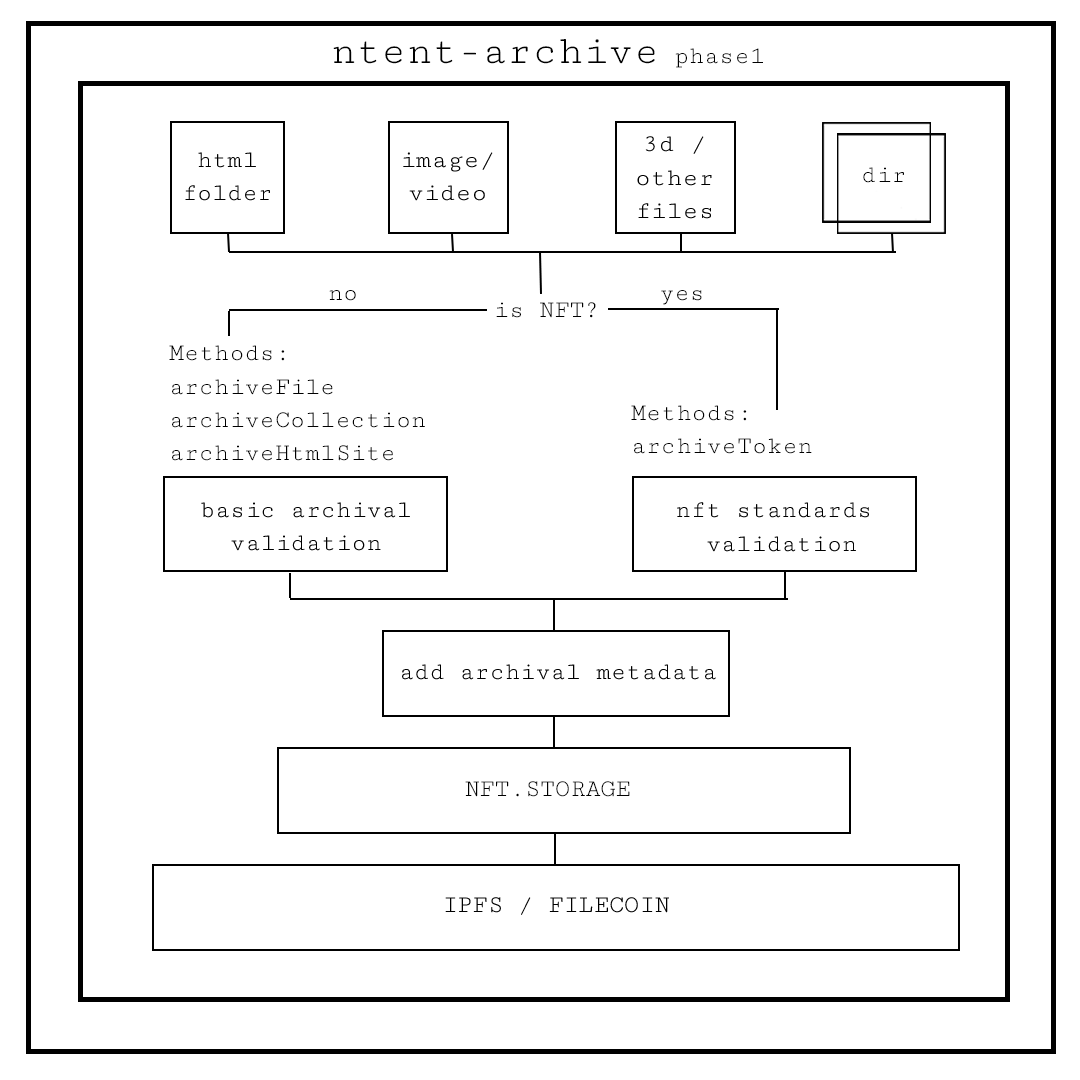 ntent-archive phase1
html
folder
image/
video
3d /
other
files
dir
no
yes
is NFT?
Methods:
archiveFile
archiveCollection
archiveHtmlSite
Methods:
archiveToken
basic archival
validation
nft standards
validation
add archival metadata
NFT.STORAGE
IPFS / FILECOIN